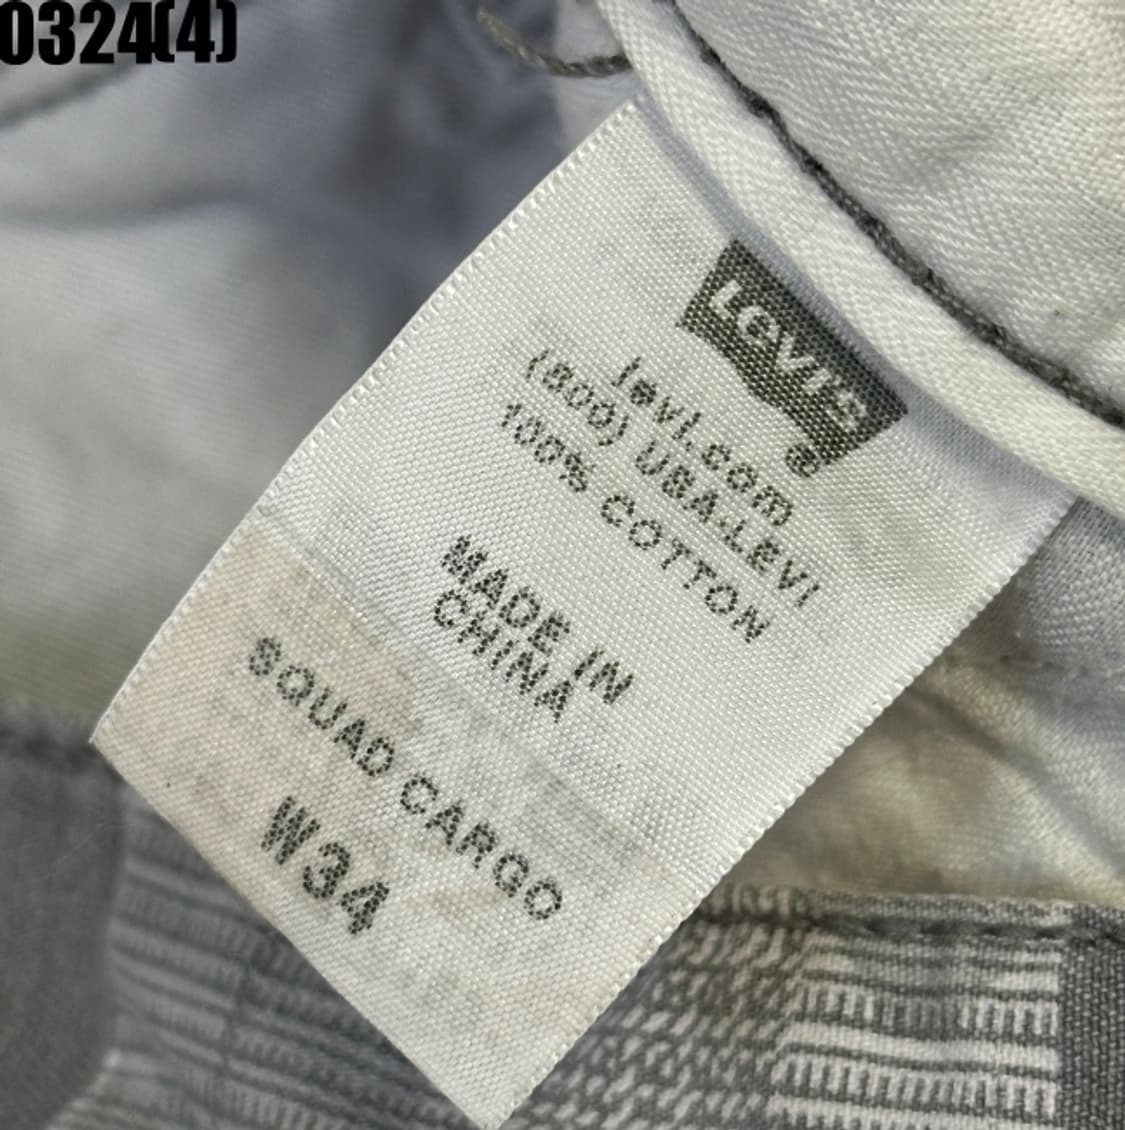 0324(4)
LEVI'S®
levi.com
(800) USA-LEVI
100% COTTON
MADE IN
CHINA
SQUAD CARGO
W34